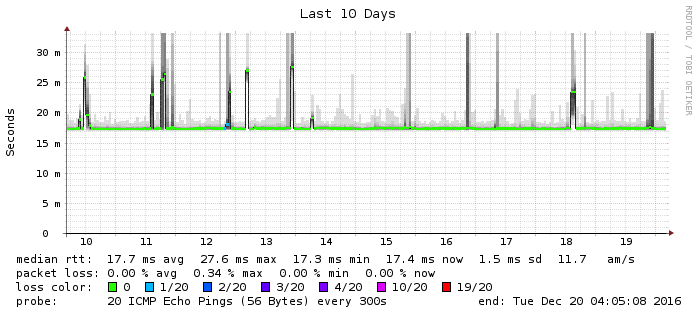 Last 10 Days
RRDTOOL / TOBI OETIKER
Seconds
30 m
25 m
20 m
15 m
10 m
5 m
0
10 11 12 13 14 15 16 17 18 19
median rtt: 17.7 ms avg 27.6 ms max 17.3 ms min 17.4 ms now 1.5 ms sd 11.7 am/s
packet loss: 0.00 % avg 0.34 % max 0.00 % min 0.00 % now
loss color: 0 1/20 2/20 3/20 4/20 10/20 19/20
probe: 20 ICMP Echo Pings (56 Bytes) every 300s end: Tue Dec 20 04:05:08 2016